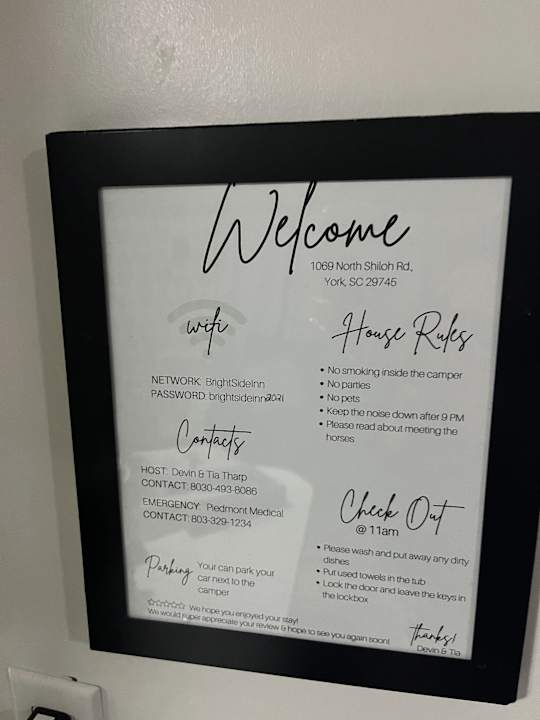 Welcome
1069 North Shiloh Rd,
York, SC 29745
wifi
NETWORK: BrightSideInn
PASSWORD: brightsideinn2021
Contacts
HOST: Devin & Tia Tharp
CONTACT: 8030-493-8086
EMERGENCY: Piedmont Medical
CONTACT: 803-329-1234
Parking
Your can park your
car next to the
camper
House Rules
• No smoking inside the camper
• No parties
• No pets
• Keep the noise down after 9 PM
• Please read about meeting the
horses
Check Out
@ 11am
• Please wash and put away any dirty
dishes
• Put used towels in the tub
• Lock the door and leave the keys in
the lockbox
☆☆☆☆☆ We hope you enjoyed your stay!
We would super appreciate your review & hope to see you again soon!
thanks!
Devin & Tia